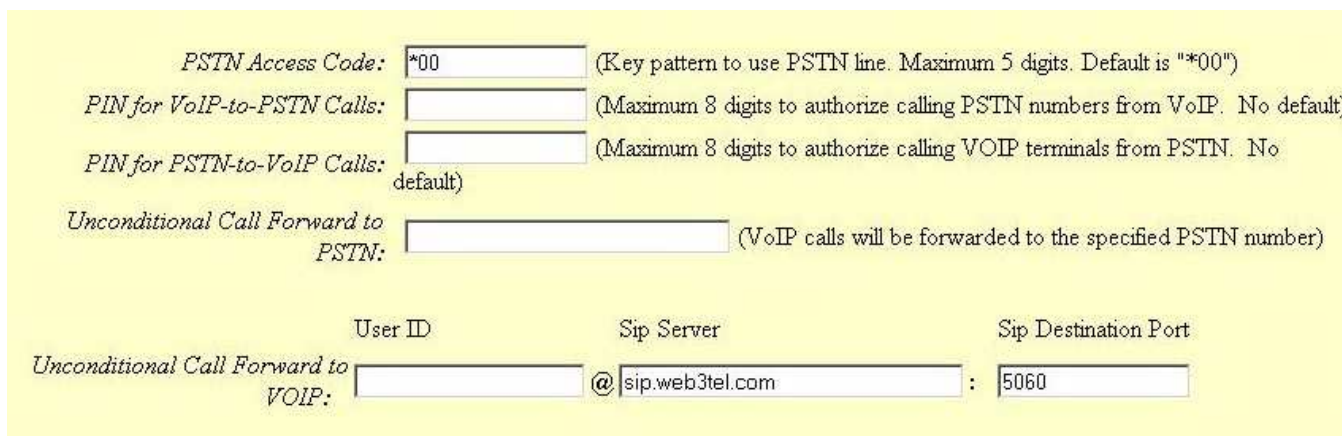 PSTN Access Code: *00 (Key pattern to use PSTN line. Maximum 5 digits. Default is "*00")
PIN for VoIP-to-PSTN Calls: (Maximum 8 digits to authorize calling PSTN numbers from VoIP. No default)
PIN for PSTN-to-VoIP Calls: (Maximum 8 digits to authorize calling VOIP terminals from PSTN. No
default)
Unconditional Call Forward to
PSTN: (VoIP calls will be forwarded to the specified PSTN number)
User ID Sip Server Sip Destination Port
Unconditional Call Forward to
VOIP: @ sip.web3tel.com : 5060